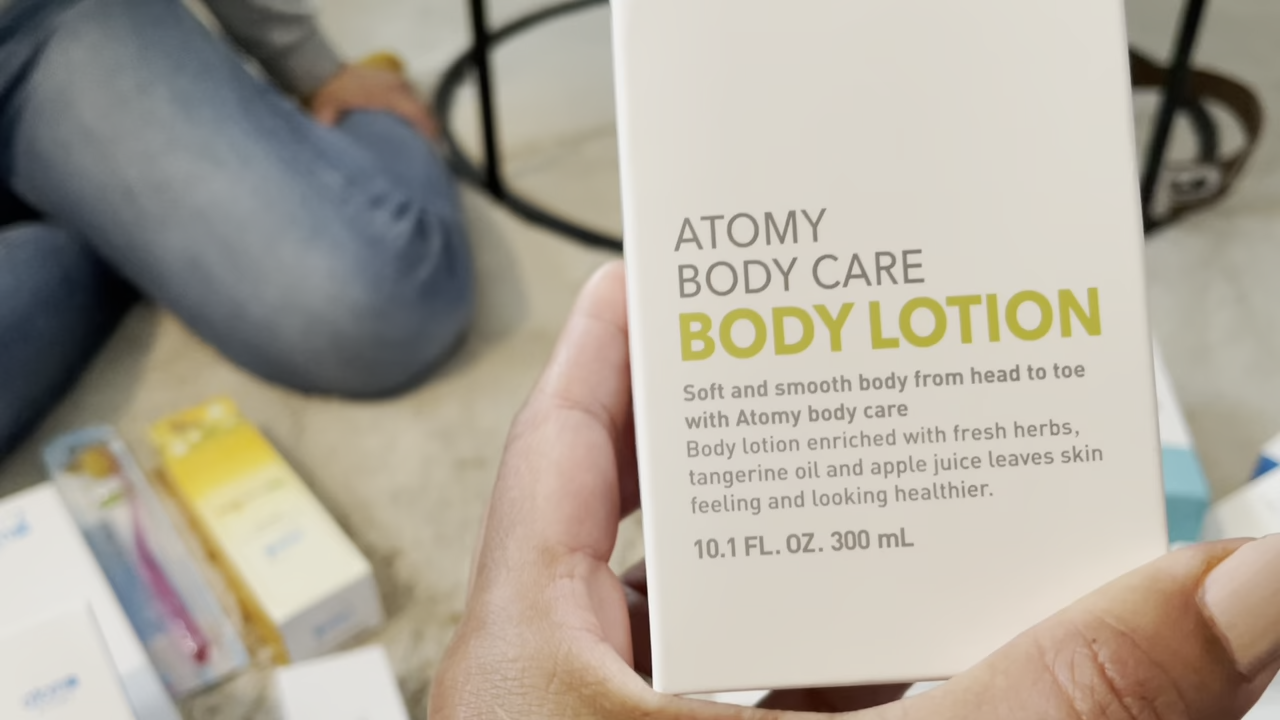 ATOMY
BODY CARE
BODY LOTION
Soft and smooth body from head to toe
with Atomy body care
Body lotion enriched with fresh herbs,
tangerine oil and apple juice leaves skin
feeling and looking healthier.
10.1 FL. OZ. 300 mL